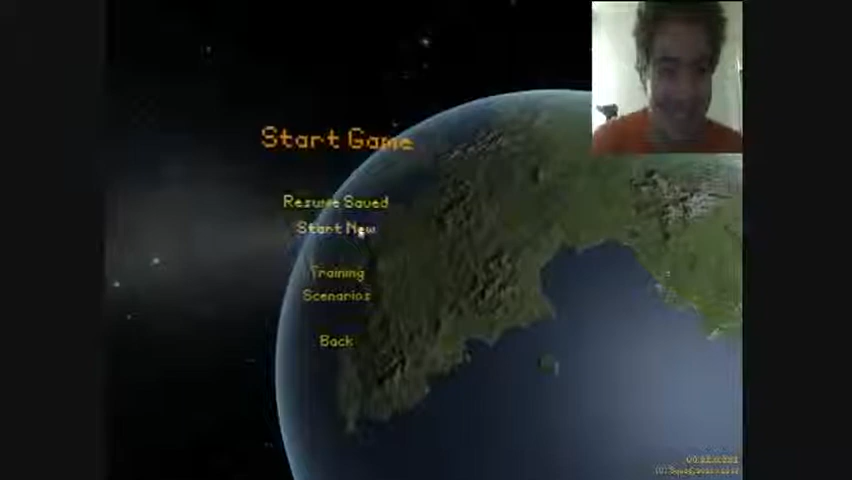 Start Game
Resume Saved
Start New
Training
Scenarios
Back